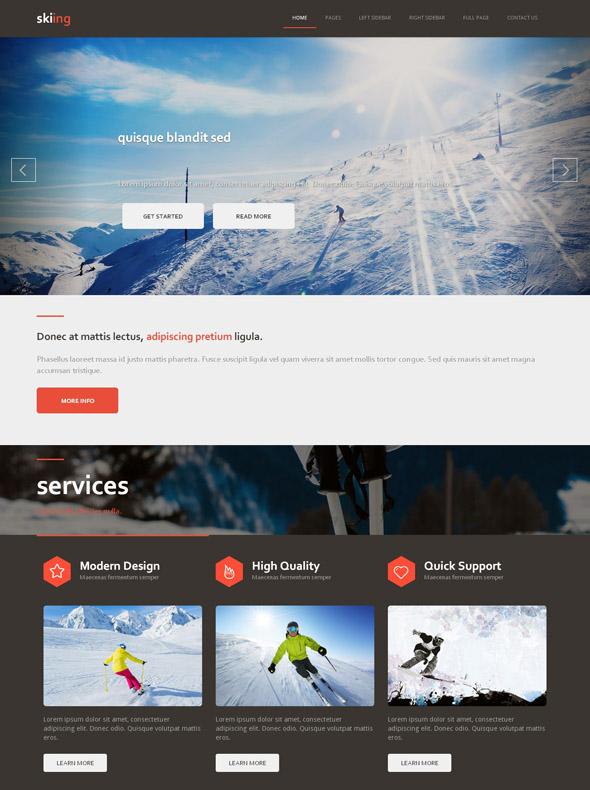 skiing
HOME PAGES LEFT SIDEBAR RIGHT SIDEBAR FULL PAGE CONTACT US
quisque blandit sed
Lorem ipsum dolor sit amet, consectetuer adipiscing elit. Donec odio. Quisque volutpat mattis eros.
GET STARTED READ MORE
Donec at mattis lectus, adipiscing pretium ligula.
Phasellus laoreet massa id justo mattis pharetra. Fusce suscipit ligula vel quam viverra sit amet mollis tortor congue. Sed quis mauris sit amet magna
accumsan tristique.
MORE INFO
services
nulla.
Modern Design
Maecenas fermentum semper
High Quality
Maecenas fermentum semper
Quick Support
Maecenas fermentum semper
Lorem ipsum dolor sit amet, consectetuer
adipiscing elit. Donec odio. Quisque volutpat mattis
eros.
LEARN MORE
Lorem ipsum dolor sit amet, consectetuer
adipiscing elit. Donec odio. Quisque volutpat mattis
eros.
LEARN MORE
Lorem ipsum dolor sit amet, consectetuer
adipiscing elit. Donec odio. Quisque volutpat mattis
eros.
LEARN MORE